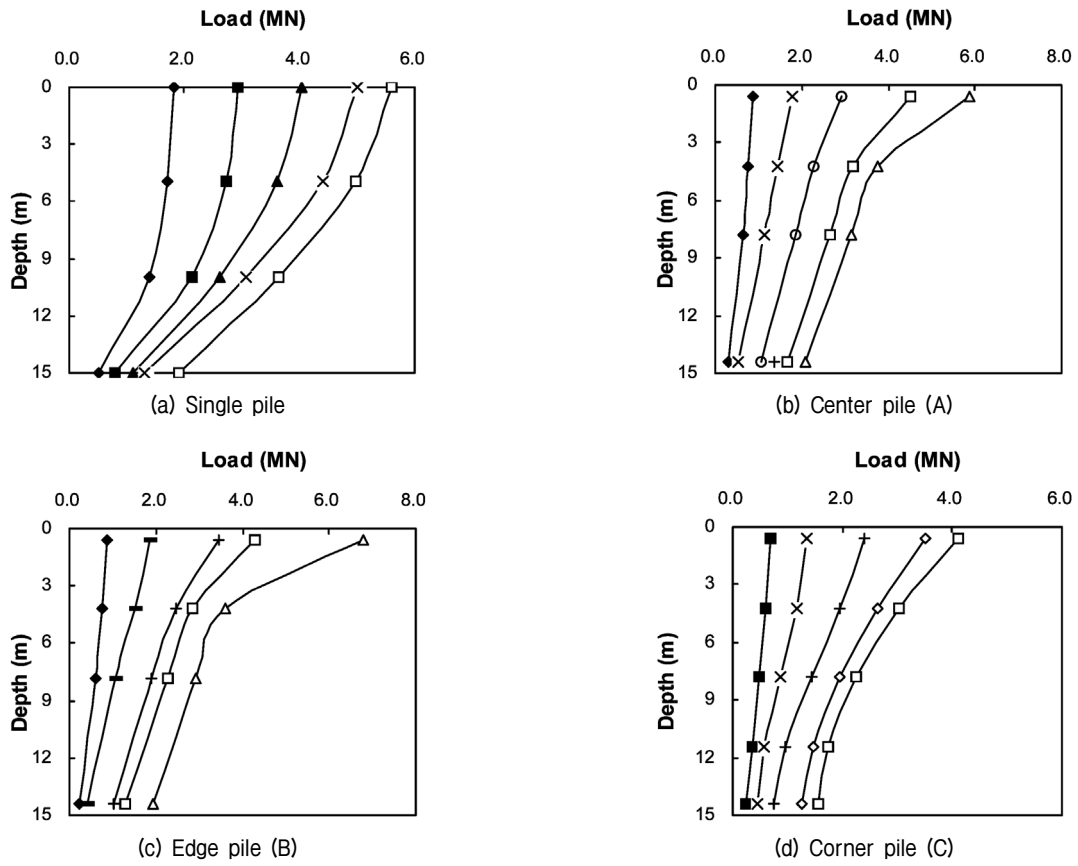 Load (MN)
0.0 2.0 4.0 6.0
0
3
6
9
12
15
Depth (m)
(a) Single pile
Load (MN)
0.0 2.0 4.0 6.0 8.0
0
3
6
9
12
15
Depth (m)
(b) Center pile (A)
Load (MN)
0.0 2.0 4.0 6.0 8.0
0
3
6
9
12
15
Depth (m)
(c) Edge pile (B)
Load (MN)
0.0 2.0 4.0 6.0
0
3
6
9
12
15
Depth (m)
(d) Corner pile (C)